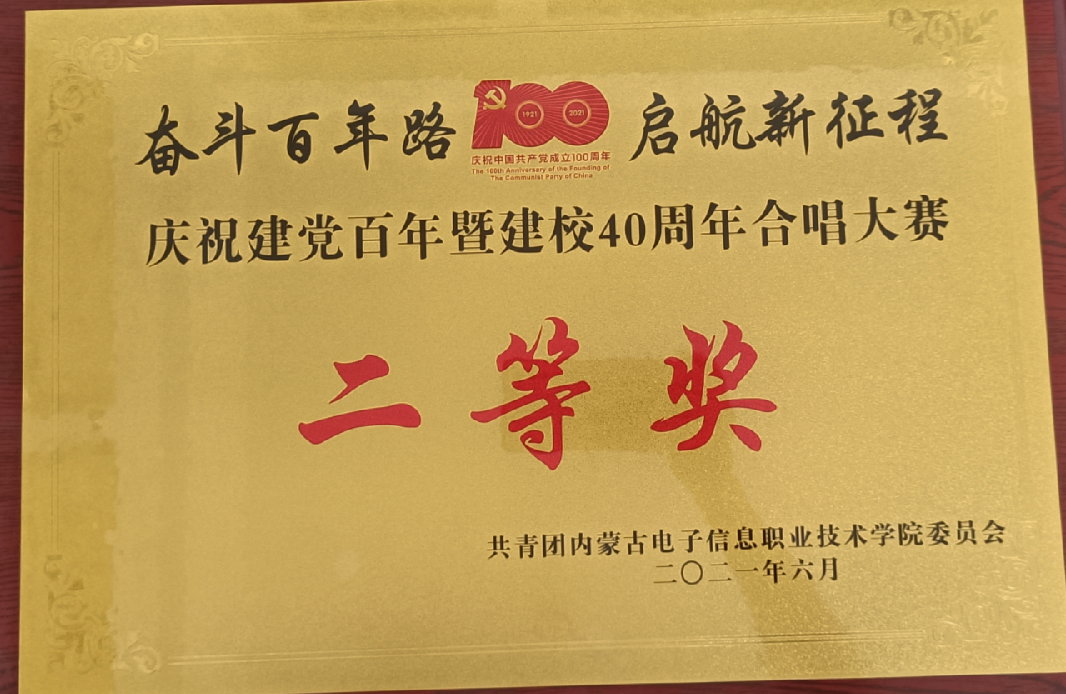 奋斗百年路 100 启航新征程
1921 2021
庆祝中国共产党成立100周年
The 100th Anniversary of the Founding of
The Communist Party of China
庆祝建党百年暨建校40周年合唱大赛
二等奖
共青团内蒙古电子信息职业技术学院委员会
二〇二一年六月